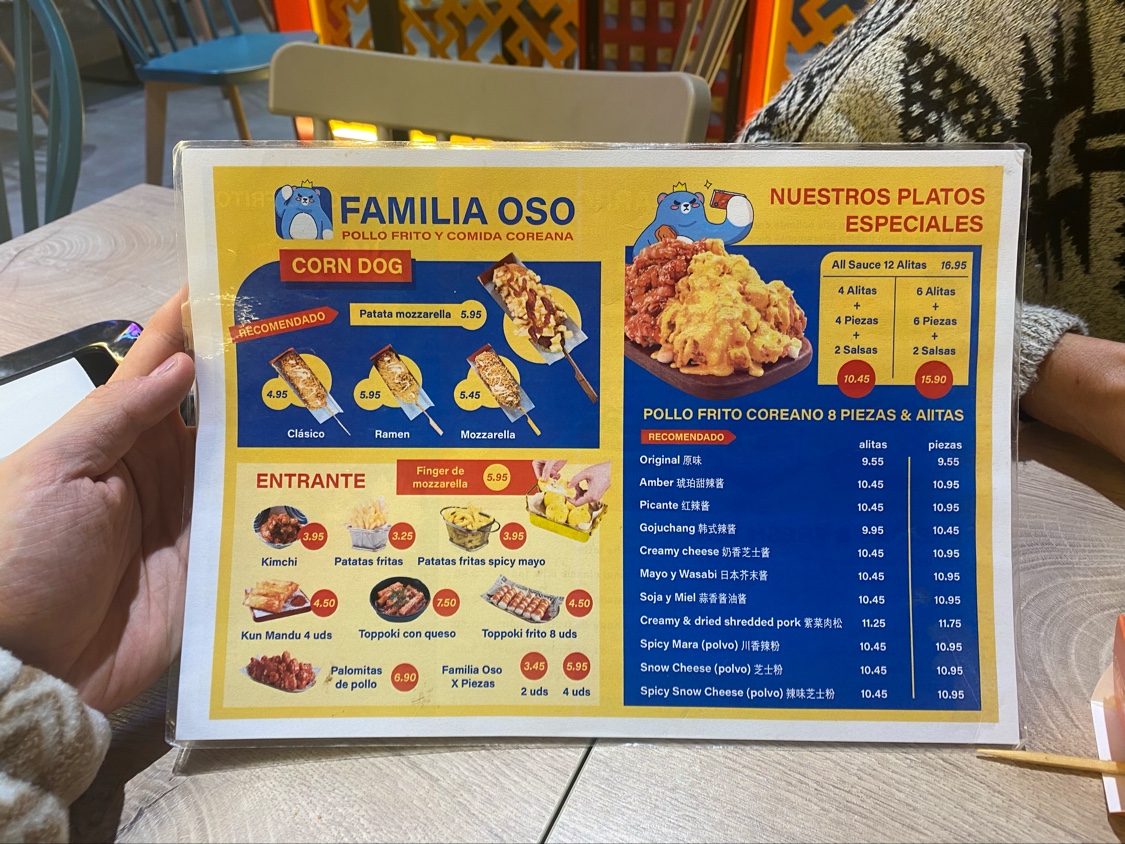 FAMILIA OSO
POLLO FRITO Y COMIDA COREANA
CORN DOG
RECOMENDADO
Patata mozzarella 5.95
4.95
5.95
5.45
Clásico
Ramen
Mozzarella
ENTRANTE
Finger de
mozzarella
5.95
3.95
3.25
3.95
Kimchi
Patatas fritas
Patatas fritas spicy mayo
4.50
7.50
4.50
Kun Mandu 4 uds
Toppoki con queso
Toppoki frito 8 uds
Palomitas
de pollo
6.90
Familia Oso
X Piezas
3.45
5.95
2 uds
4 uds
NUESTROS PLATOS
ESPECIALES
All Sauce 12 Alitas 16.95
4 Alitas
+
4 Piezas
+
2 Salsas
10.45
6 Alitas
+
6 Piezas
+
2 Salsas
15.90
POLLO FRITO COREANO 8 PIEZAS & AlITAS
RECOMENDADO
alitas piezas
Original 原味 9.55 9.55
Amber 琥珀甜辣酱 10.45 10.95
Picante 红辣酱 10.45 10.95
Gojuchang 韩式辣酱 9.95 10.45
Creamy cheese 奶香芝士酱 10.45 10.95
Mayo y Wasabi 日本芥末酱 10.45 10.95
Soja y Miel 蒜香酱油酱 10.45 10.95
Creamy & dried shredded pork 紫菜肉松 11.25 11.75
Spicy Mara (polvo) 川香辣粉 10.45 10.95
Snow Cheese (polvo) 芝士粉 10.45 10.95
Spicy Snow Cheese (polvo) 辣味芝士粉 10.45 10.95